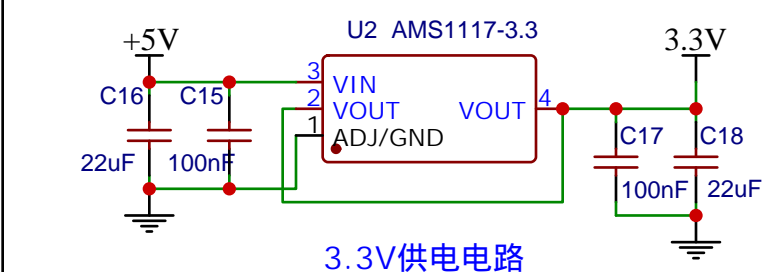 U2 AMS1117-3.3
+5V
3.3V
3 VIN
C16 C15
2 VOUT VOUT 4
1 ADJ/GND
C17 C18
22uF 100nF
100nF 22uF
3.3V供电电路